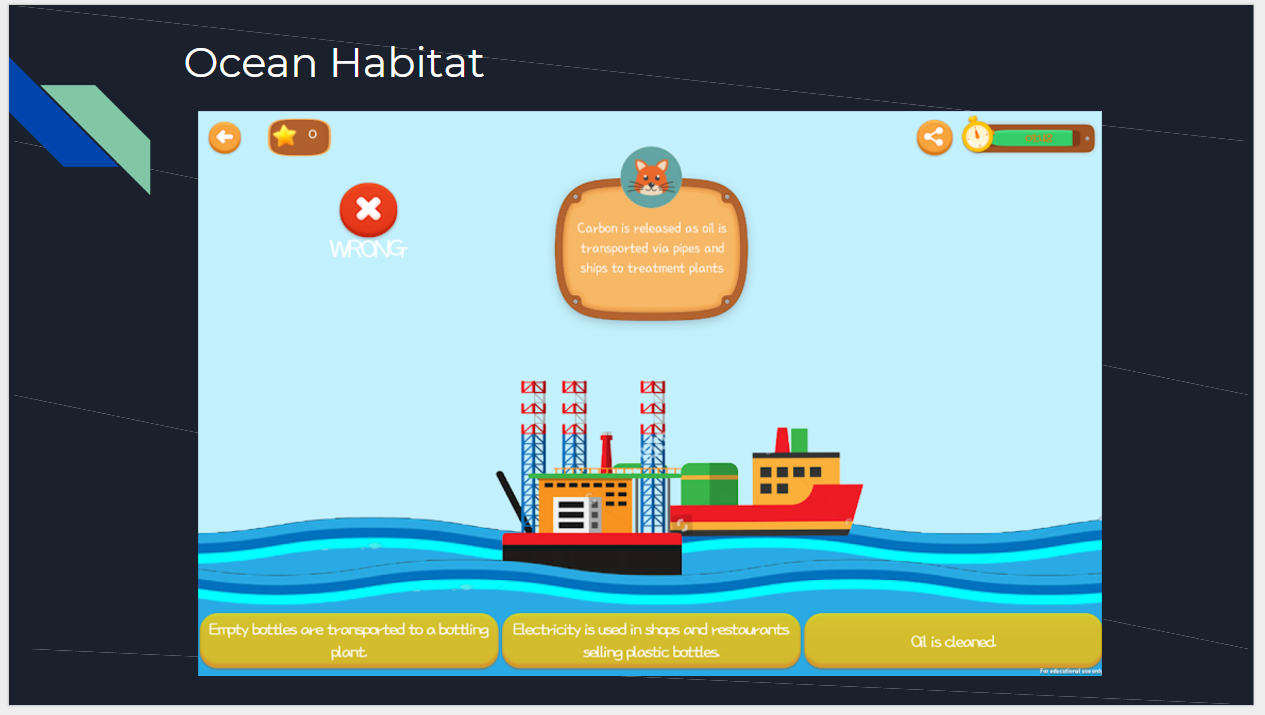 Ocean Habitat
0
WRONG
Carbon is released as oil is
transported via pipes and
ships to treatment plants
Empty bottles are transported to a bottling
plant.
Electricity is used in shops and restaurants
selling plastic bottles.
Oil is cleaned.
For educational use only